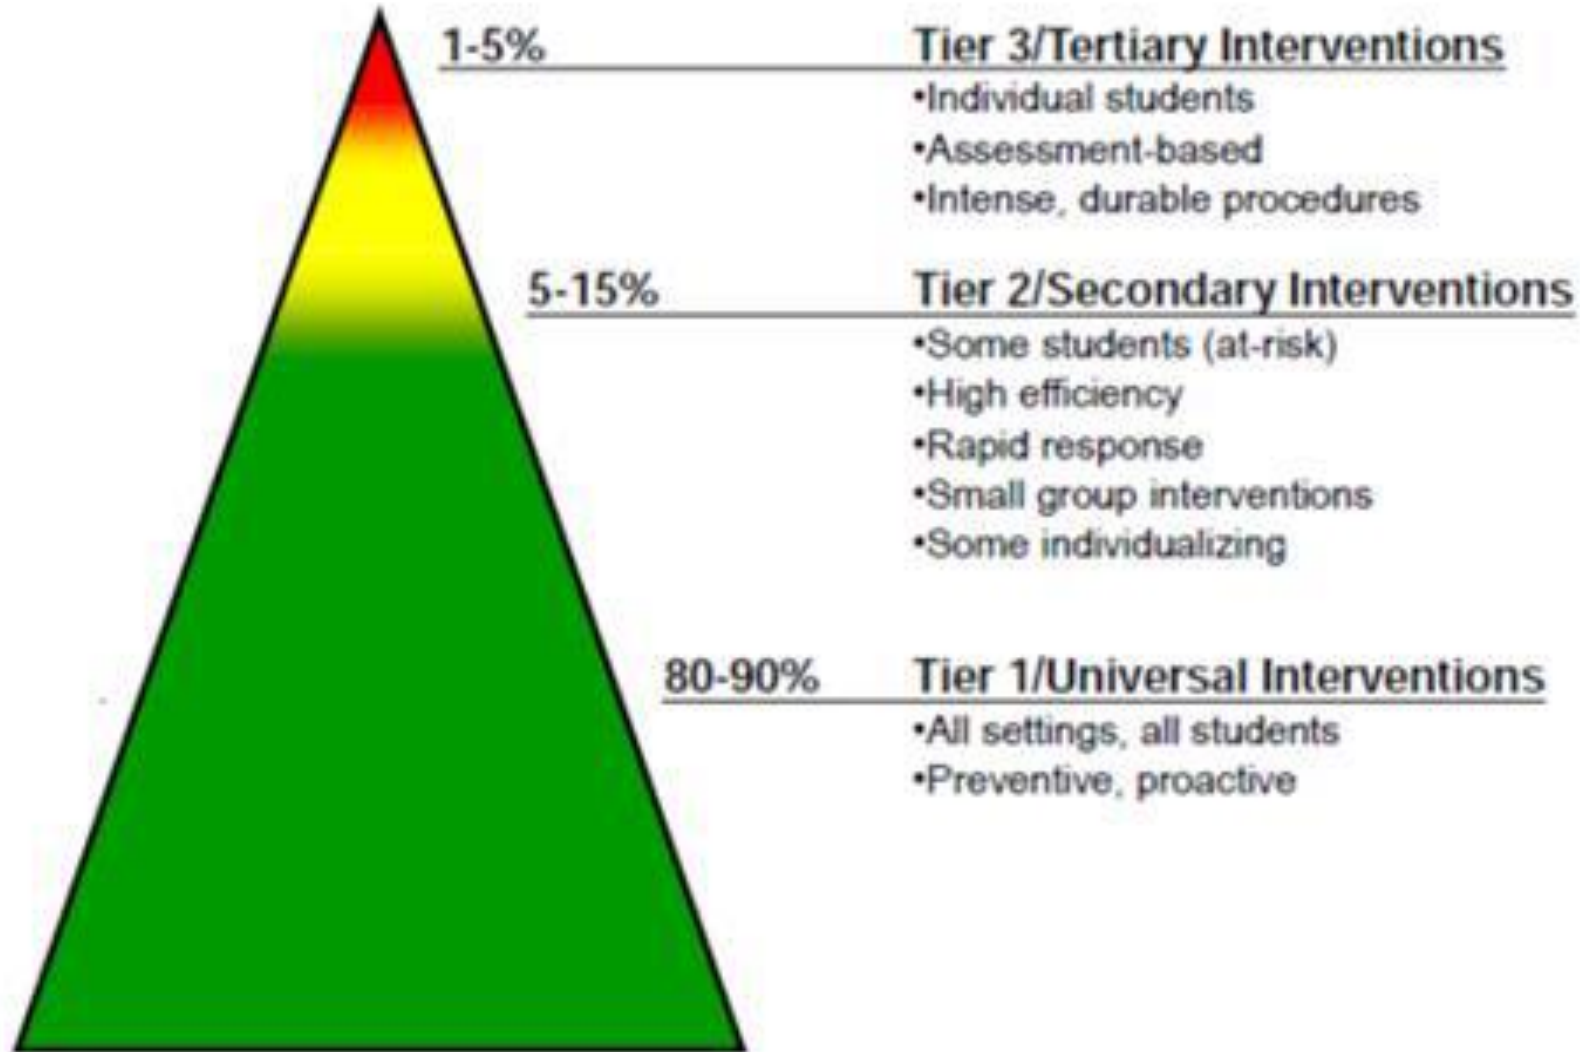 1-5% Tier 3/Tertiary Interventions
•Individual students
•Assessment-based
•Intense, durable procedures
5-15% Tier 2/Secondary Interventions
•Some students (at-risk)
•High efficiency
•Rapid response
•Small group interventions
•Some individualizing
80-90% Tier 1/Universal Interventions
•All settings, all students
•Preventive, proactive